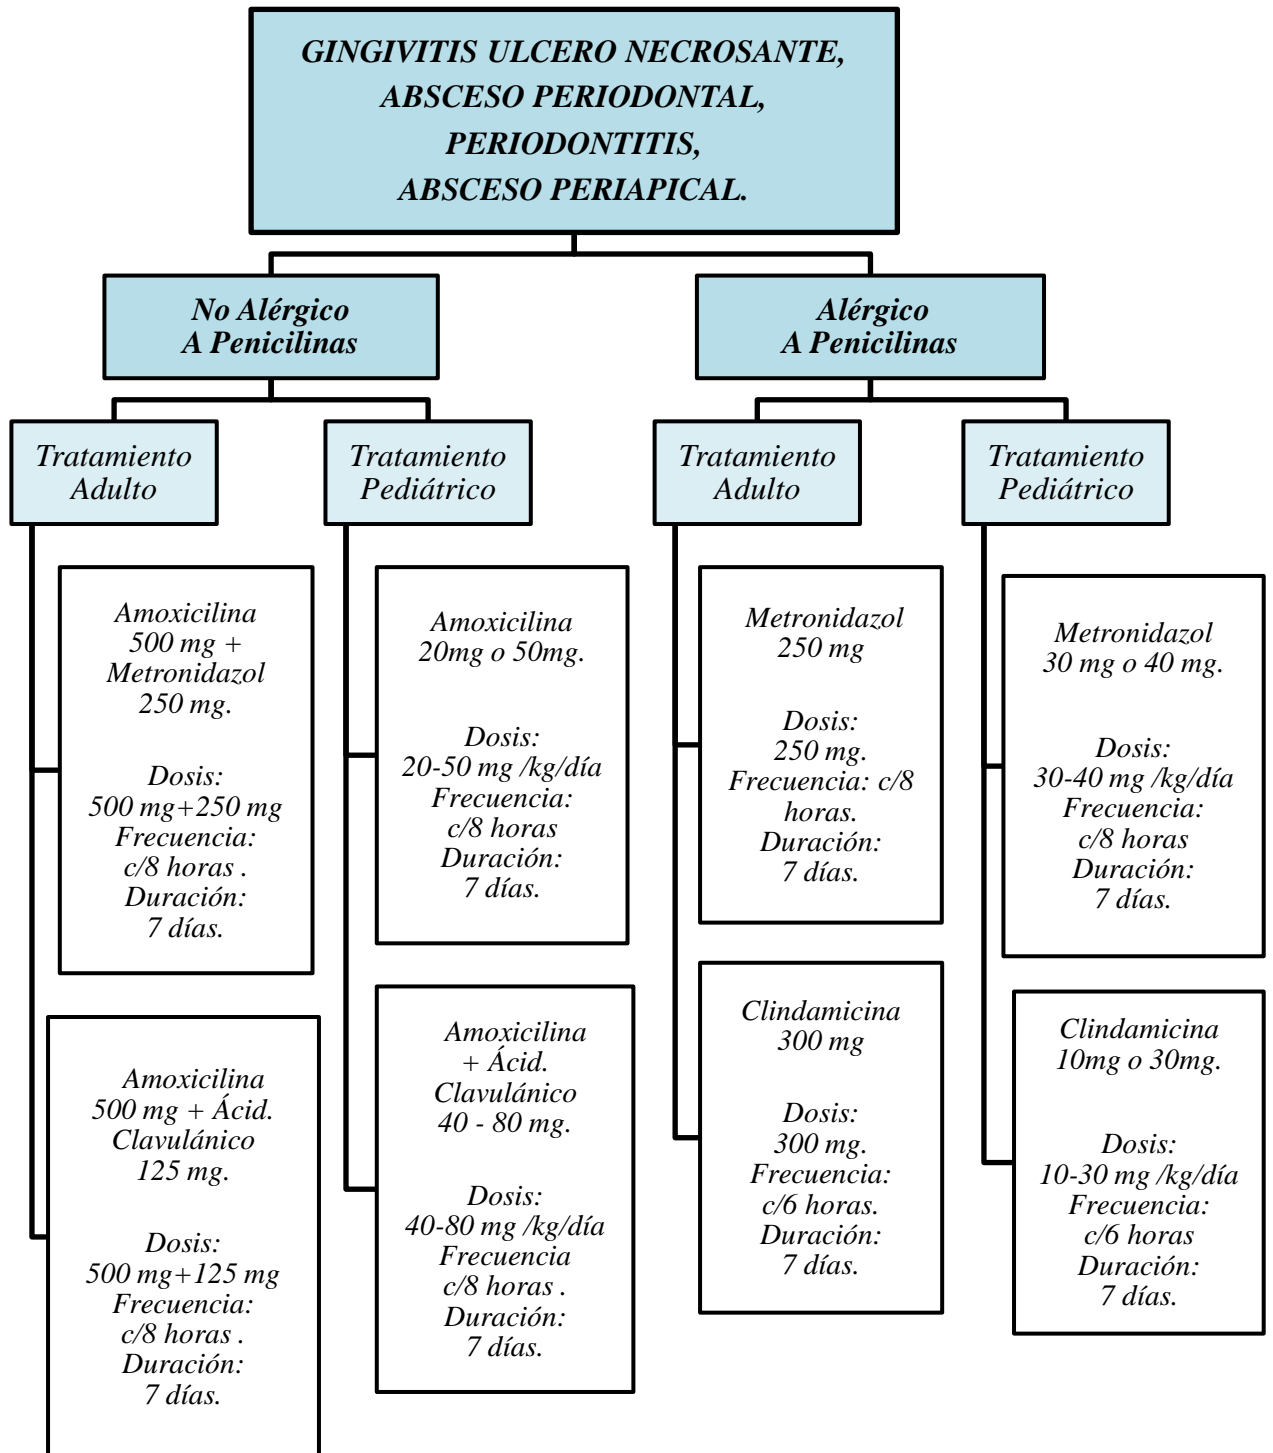 GINGIVITIS ULCERO NECROSANTE,
ABSCESO PERIODONTAL,
PERIODONTITIS,
ABSCESO PERIAPICAL.
No Alérgico
A Penicilinas
Alérgico
A Penicilinas
Tratamiento
Adulto
Tratamiento
Pediátrico
Tratamiento
Adulto
Tratamiento
Pediátrico
Amoxicilina
500 mg +
Metronidazol
250 mg.
Dosis:
500 mg+250 mg
Frecuencia:
c/8 horas .
Duración:
7 días.
Amoxicilina
20mg o 50mg.
Dosis:
20-50 mg /kg/día
Frecuencia:
c/8 horas
Duración:
7 días.
Metronidazol
250 mg
Dosis:
250 mg.
Frecuencia: c/8
horas.
Duración:
7 días.
Metronidazol
30 mg o 40 mg.
Dosis:
30-40 mg /kg/día
Frecuencia:
c/8 horas
Duración:
7 días.
Amoxicilina
500 mg + Ácid.
Clavulánico
125 mg.
Dosis:
500 mg+125 mg
Frecuencia:
c/8 horas .
Duración:
7 días.
Amoxicilina
+ Ácid.
Clavulánico
40 - 80 mg.
Dosis:
40-80 mg /kg/día
Frecuencia
c/8 horas .
Duración:
7 días.
Clindamicina
300 mg
Dosis:
300 mg.
Frecuencia:
c/6 horas.
Duración:
7 días.
Clindamicina
10mg o 30mg.
Dosis:
10-30 mg /kg/día
Frecuencia:
c/6 horas
Duración:
7 días.